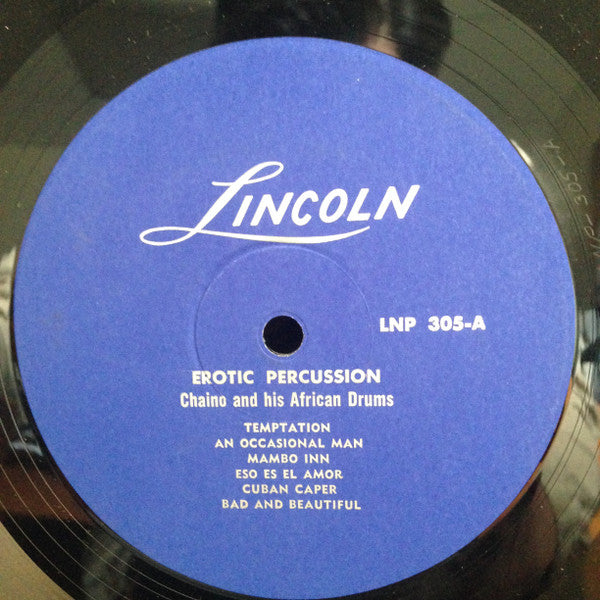 LINCOLN
LNP 305-A
EROTIC PERCUSSION
Chaino and his African Drums
TEMPTATION
AN OCCASIONAL MAN
MAMBO INN
ESO ES EL AMOR
CUBAN CAPER
BAD AND BEAUTIFUL